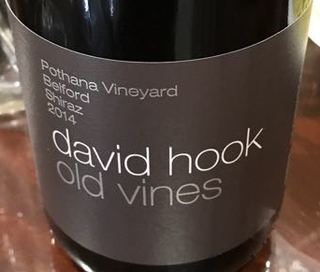 Pothana Vineyard
Belford
Shiraz
2014
david hook
old vines